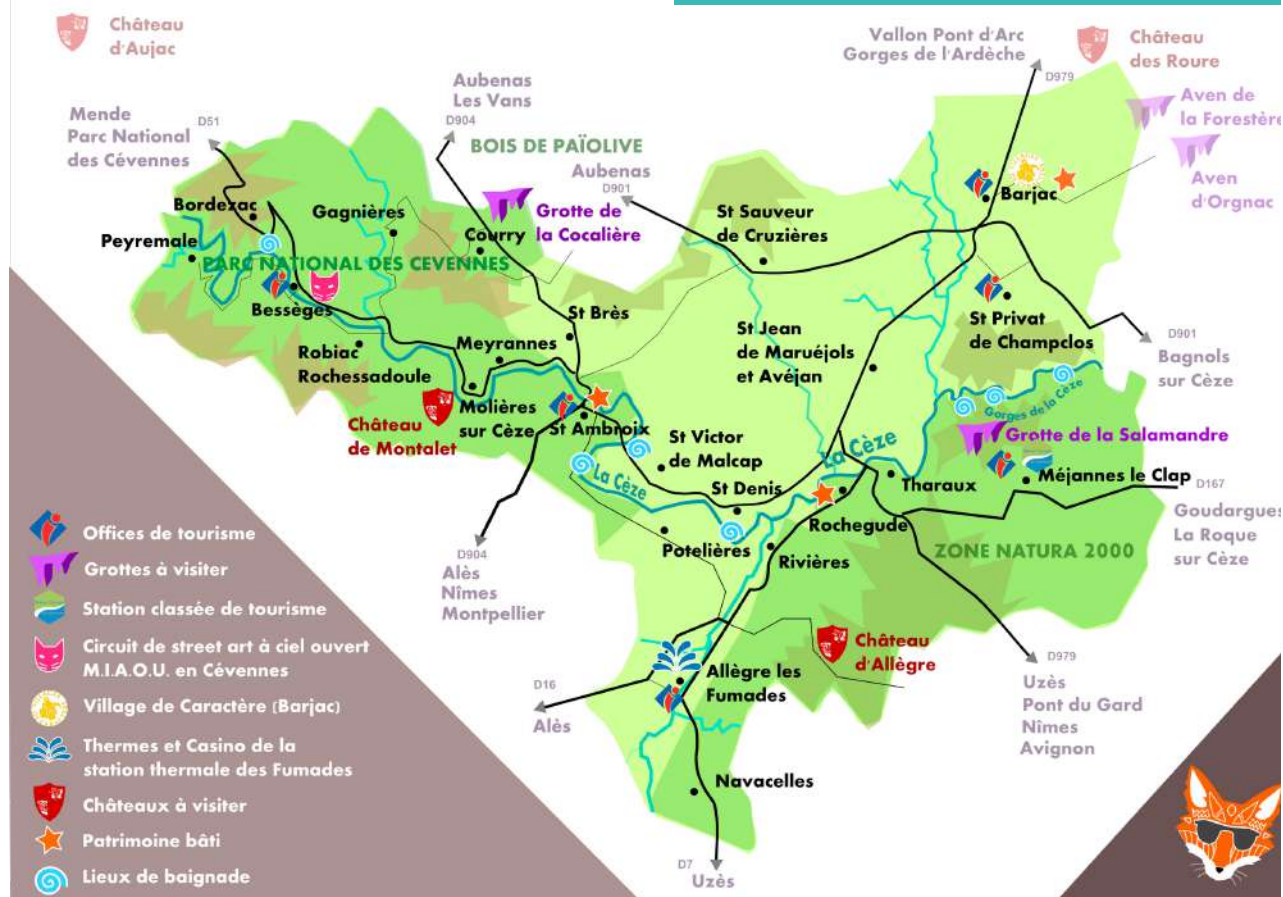 Château
d'Aujac
Vallon Pont d'Arc
Gorges de l'Ardèche
Château
des Roure
D979
Aubenas
Les Vans
D904
Mende
Parc National
des Cévennes
D51
Aven de
la Forestère
Aven
d'Orgnac
BOIS DE PAÏOLIVE
Aubenas
D901
Bordezac
Gagnières
Courry
Grotte de
la Cocalière
St Sauveur
de Cruzières
Barjac
Peyremale
PARC NATIONAL DES CEVENNES
Bessèges
St Brès
St Privat
de Champclos
D901
Bagnols
sur Cèze
Robiac
Rochessadoule
Meyrannes
St Jean
de Maruéjols
et Avéjan
Gorges de la Cèze
Château
de Montalet
Molières
sur Cèze
St Ambroix
St Victor
de Malcap
La Cèze
Grotte de la Salamandre
La Cèze
St Denis
Tharaux
Méjannes le Clap
D167
Goudargues
La Roque
sur Cèze
Rochegude
Potelières
Rivières
ZONE NATURA 2000
D904
Alès
Nîmes
Montpellier
Château
d'Allègre
D979
Uzès
Pont du Gard
Nîmes
Avignon
Allègre les
Fumades
D16
Alès
Navacelles
D7
Uzès
Offices de tourisme
Grottes à visiter
Station classée de tourisme
Circuit de street art à ciel ouvert
M.I.A.O.U. en Cévennes
Village de Caractère (Barjac)
Thermes et Casino de la
station thermale des Fumades
Châteaux à visiter
Patrimoine bâti
Lieux de baignade